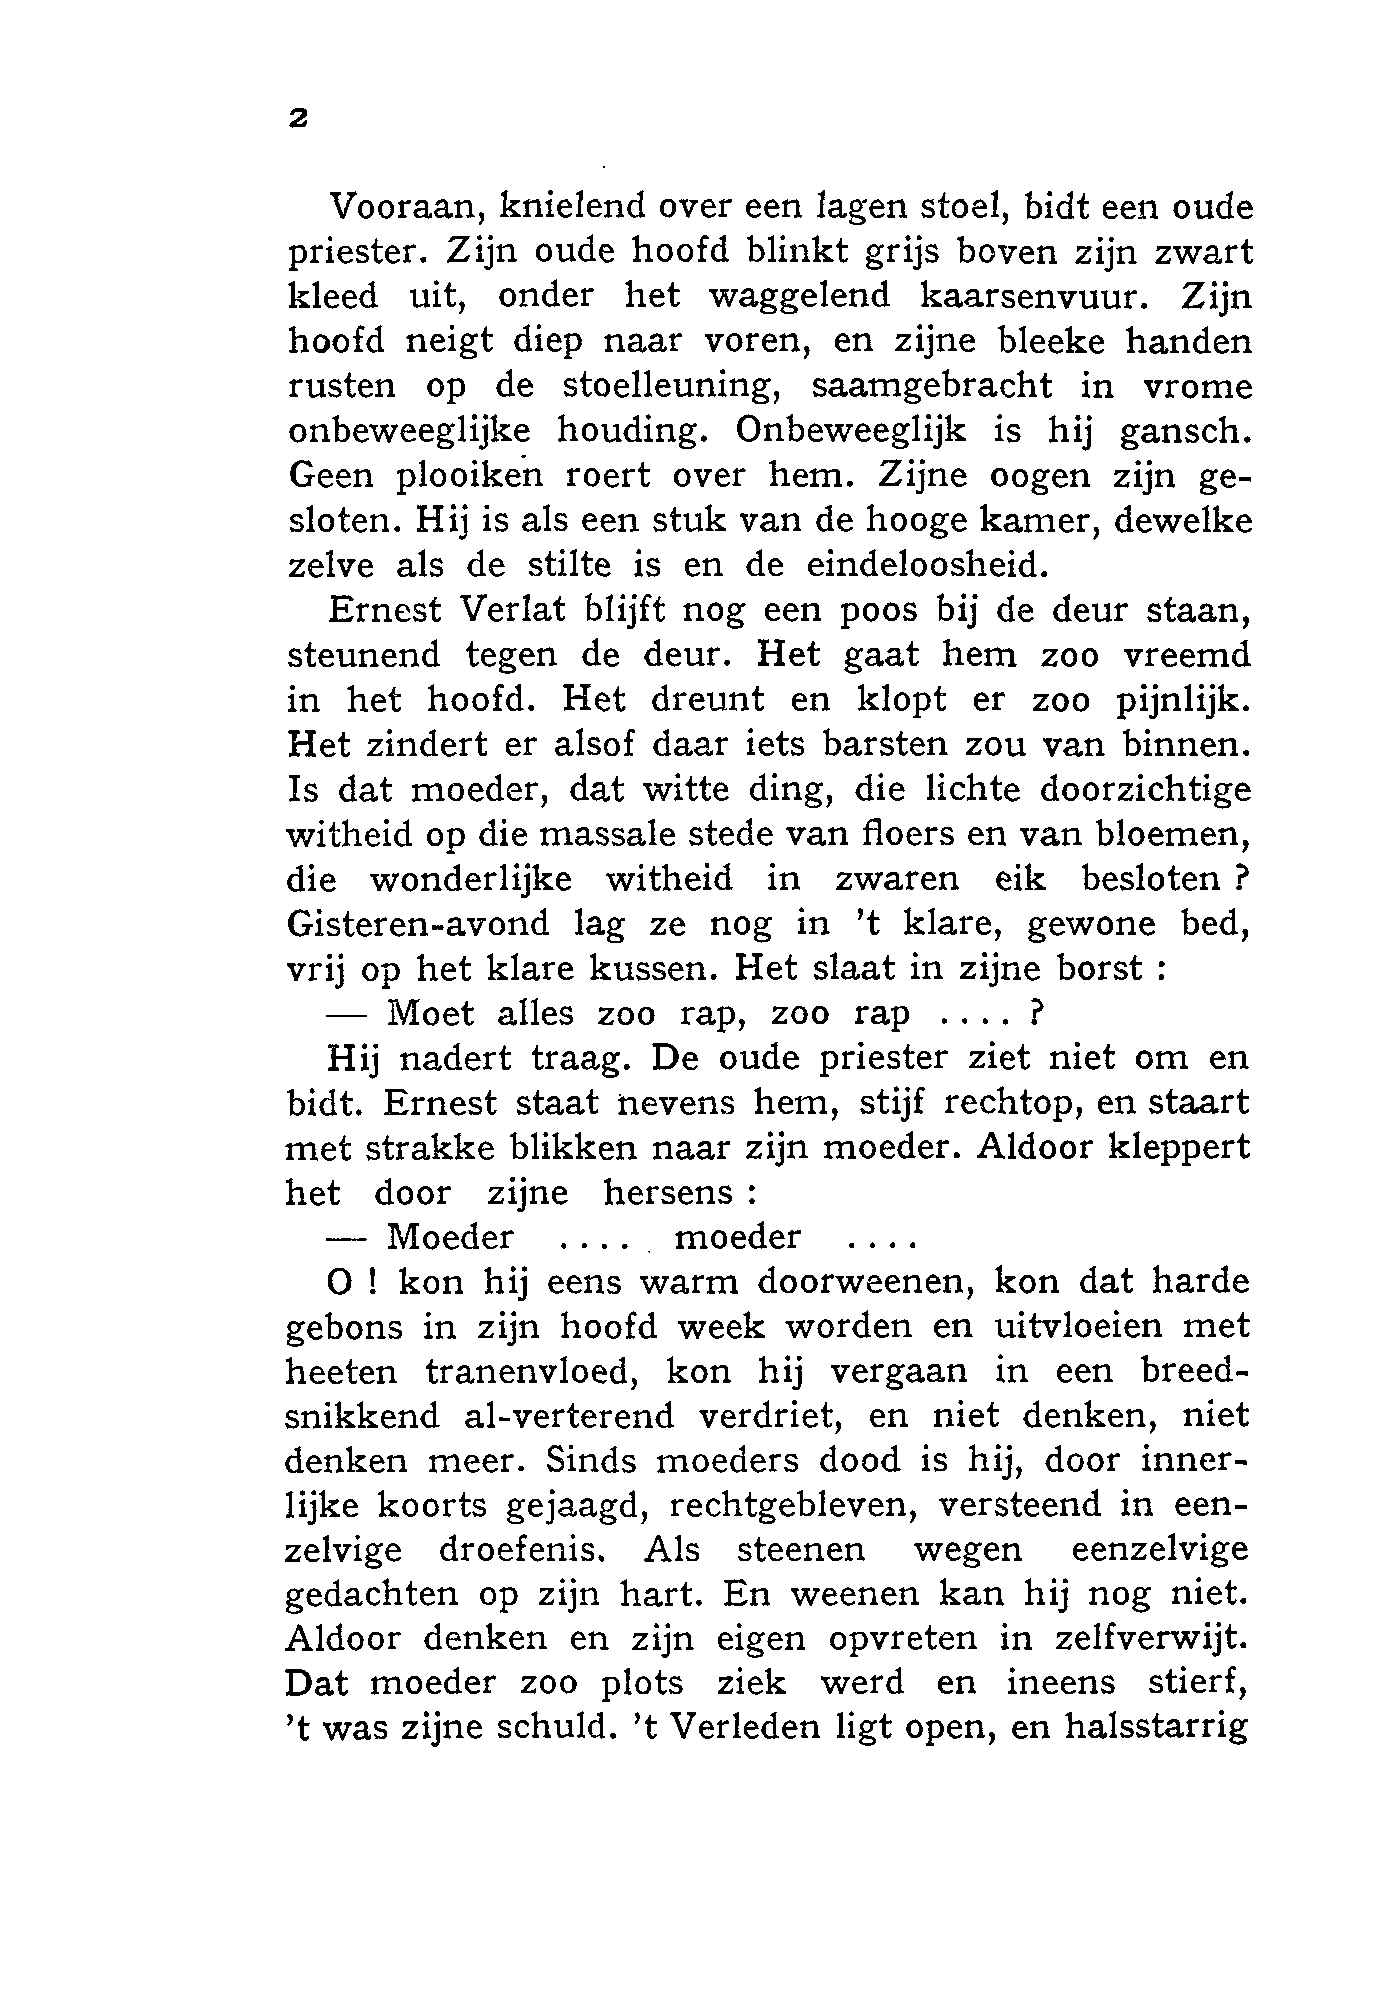 2
Vooraan, knielend over een lagen stoel, bidt een oude
priester. Zijn oude hoofd blinkt grijs boven zijn zwart
kleed uit, onder het waggelend kaarsenvuur. Zijn
hoofd neigt diep naar voren, en zijne bleeke handen
rusten op de stoelleuning, saamgebracht in vrome
onbeweeglijke houding. Onbeweeglijk is hij gansch.
Geen plooiken roert over hem. Zijne oogen zijn ge-
sloten. Hij is als een stuk van de hooge kamer, dewelke
zelve als de stilte is en de eindeloosheid.
Ernest Verlat blijft nog een poos bij de deur staan,
steunend tegen de deur. Het gaat hem zoo vreemd
in het hoofd. Het dreunt en klopt er zoo pijnlijk.
Het zindert er alsof daar iets barsten zou van binnen.
Is dat moeder, dat witte ding, die lichte doorzichtige
witheid op die massale stede van floers en van bloemen,
die wonderlijke witheid in zwaren eik besloten ?
Gisteren-avond lag ze nog in 't klare, gewone bed,
vrij op het klare kussen. Het slaat in zijne borst :
— Moet alles zoo rap, zoo rap .... ?
Hij nadert traag. De oude priester ziet niet om en
bidt. Ernest staat nevens hem, stijf rechtop, en staart
met strakke blikken naar zijn moeder. Aldoor kleppert
het door zijne hersens :
— Moeder .... moeder ....
O ! kon hij eens warm doorweenen, kon dat harde
gebons in zijn hoofd week worden en uitvloeien met
heeten tranenvloed, kon hij vergaan in een breed-
snikkend al-verterend verdriet, en niet denken, niet
denken meer. Sinds moeders dood is hij, door inner-
lijke koorts gejaagd, rechtgebleven, versteend in een-
zelvige droefenis. Als steenen wegen eenzelvige
gedachten op zijn hart. En weenen kan hij nog niet.
Aldoor denken en zijn eigen opvreten in zelfverwijt.
Dat moeder zoo plots ziek werd en ineens stierf,
't was zijne schuld. 't Verleden ligt open, en halsstarrig